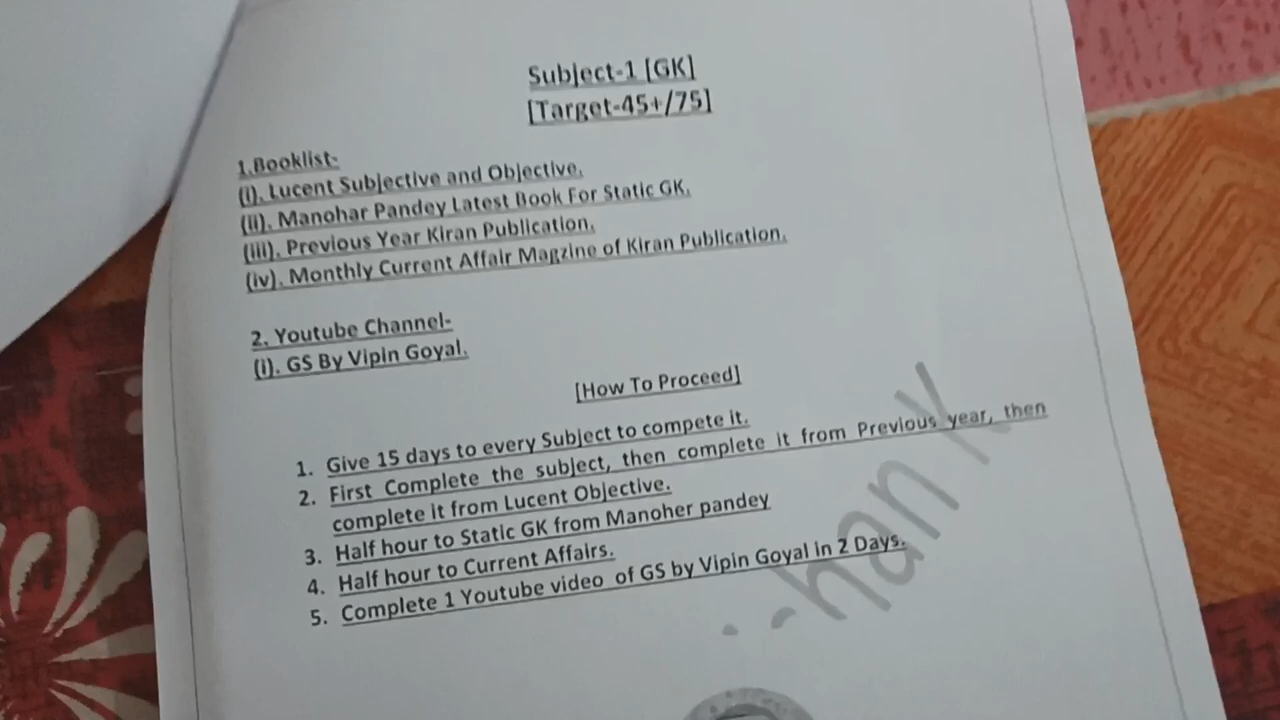 Subject-1 [GK]
[Target-45+/75]
1.Booklist-
(i). Lucent Subjective and Objective.
(ii). Manohar Pandey Latest Book For Static GK.
(iii). Previous Year Kiran Publication.
(iv). Monthly Current Affair Magzine of Kiran Publication.
2. Youtube Channel-
(i). GS By Vipin Goyal.
[How To Proceed]
1. Give 15 days to every Subject to compete it.
2. First Complete the subject, then complete it from Previous year, then
complete it from Lucent Objective.
3. Half hour to Static GK from Manoher pandey
4. Half hour to Current Affairs.
5. Complete 1 Youtube video of GS by Vipin Goyal in 2 Days.